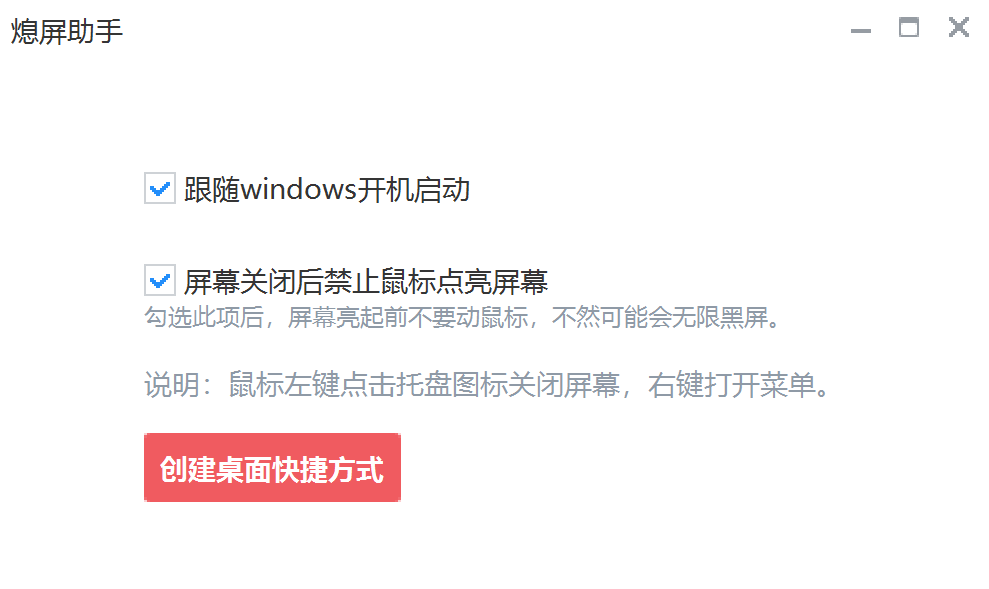 熄屏助手
跟随windows开机启动
屏幕关闭后禁止鼠标点亮屏幕
勾选此项后，屏幕亮起前不要动鼠标，不然可能会无限黑屏。
说明：鼠标左键点击托盘图标关闭屏幕，右键打开菜单。
创建桌面快捷方式